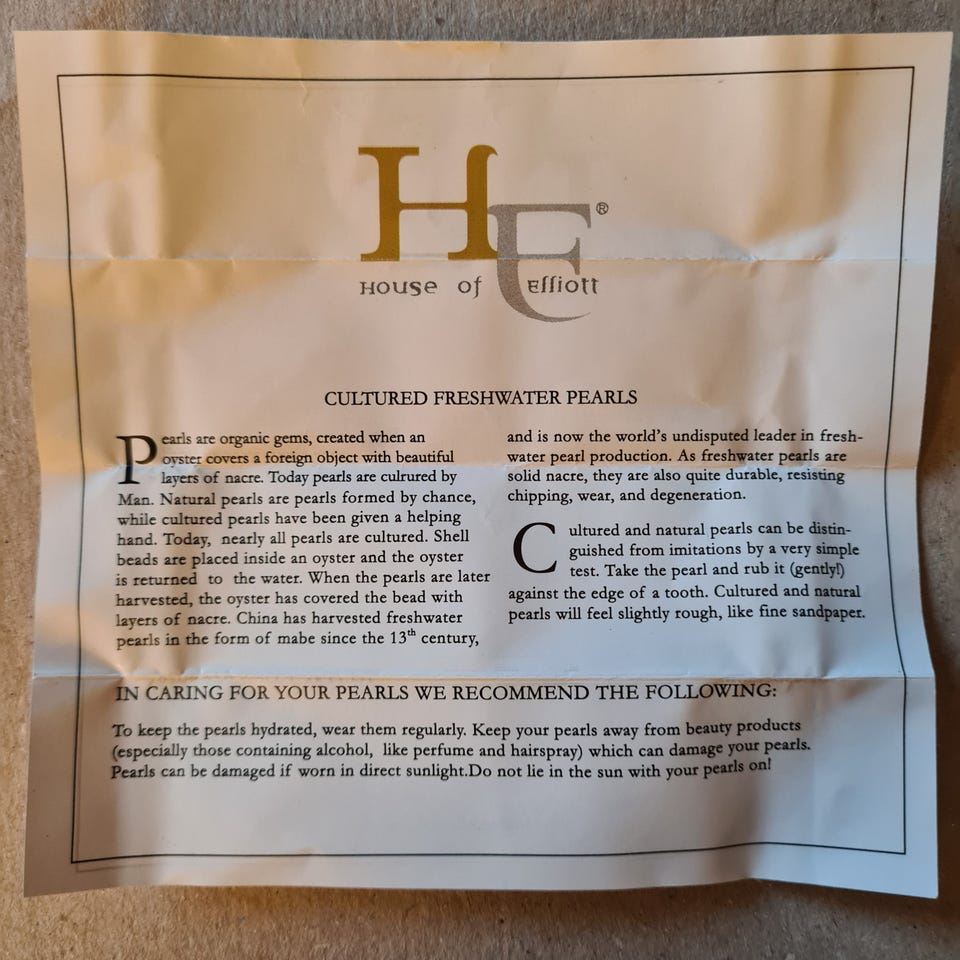 HE®
House of Elliott
CULTURED FRESHWATER PEARLS
Pearls are organic gems, created when an
oyster covers a foreign object with beautiful
layers of nacre. Today pearls are culrured by
Man. Natural pearls are pearls formed by chance,
while cultured pearls have been given a helping
hand. Today, nearly all pearls are cultured. Shell
beads are placed inside an oyster and the oyster
is returned to the water. When the pearls are later
harvested, the oyster has covered the bead with
layers of nacre. China has harvested freshwater
pearls in the form of mabe since the 13th century,
and is now the world's undisputed leader in fresh-
water pearl production. As freshwater pearls are
solid nacre, they are also quite durable, resisting
chipping, wear, and degeneration.
Cultured and natural pearls can be distin-
guished from imitations by a very simple
test. Take the pearl and rub it (gently!)
against the edge of a tooth. Cultured and natural
pearls will feel slightly rough, like fine sandpaper.
IN CARING FOR YOUR PEARLS WE RECOMMEND THE FOLLOWING:
To keep the pearls hydrated, wear them regularly. Keep your pearls away from beauty products
(especially those containing alcohol, like perfume and hairspray) which can damage your pearls.
Pearls can be damaged if worn in direct sunlight.Do not lie in the sun with your pearls on!